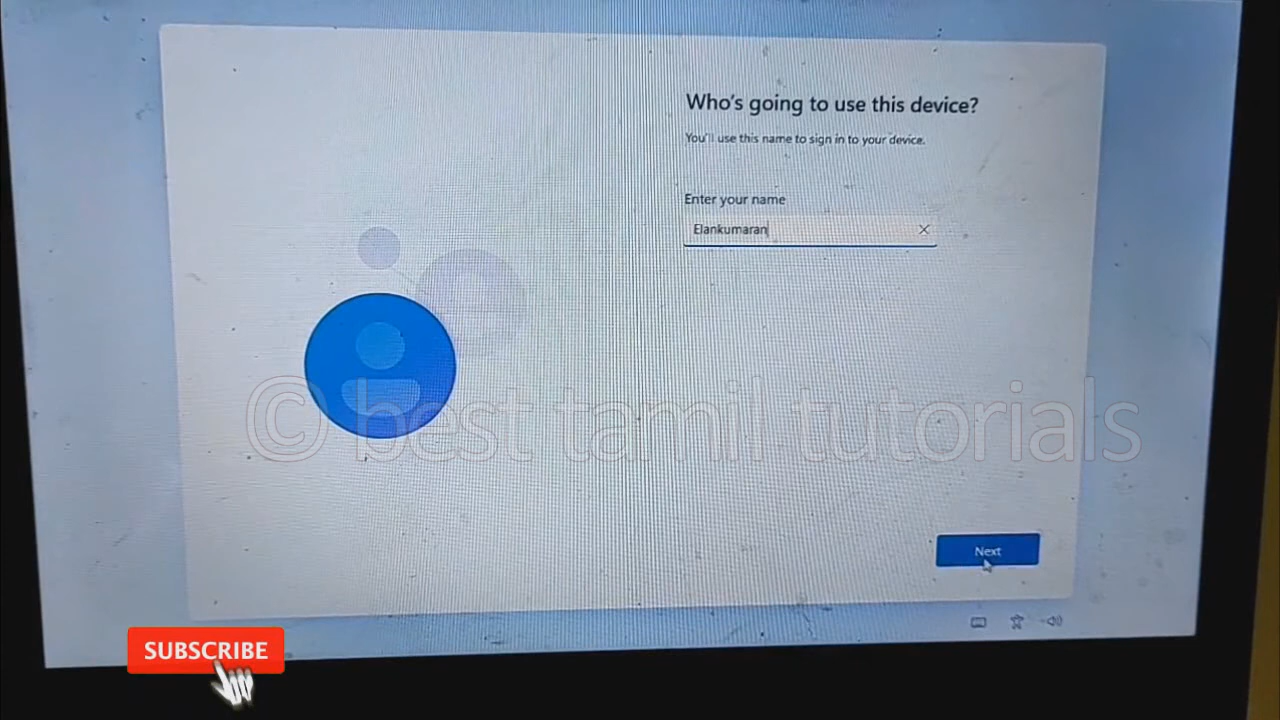 Who's going to use this device?
You'll use this name to sign in to your device.
Enter your name
Elankumaran
© best tamil tutorials
Next
SUBSCRIBE